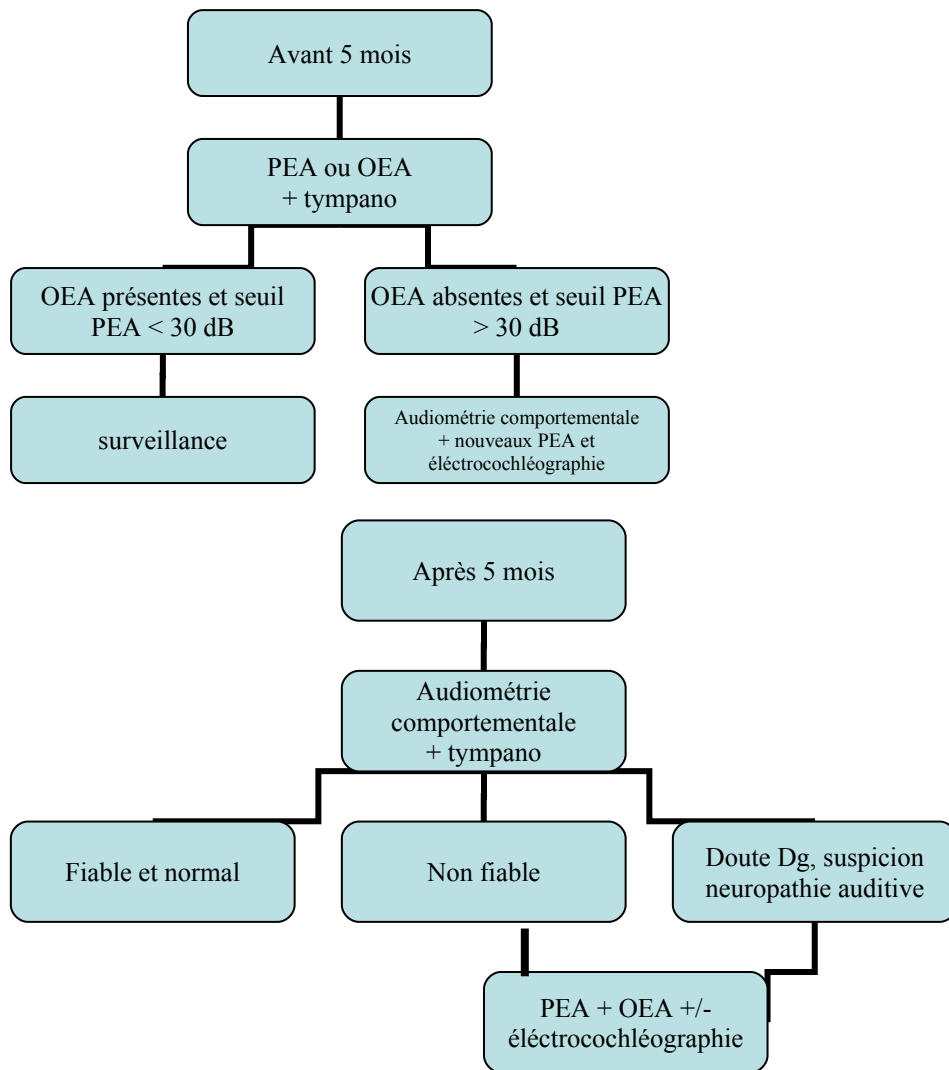 Avant 5 mois
PEA ou OEA
+ tympano
OEA présentes et seuil
PEA < 30 dB
OEA absentes et seuil PEA
> 30 dB
surveillance
Audiométrie comportementale
+ nouveaux PEA et
éléctrocochléographie
Après 5 mois
Audiométrie
comportementale
+ tympano
Fiable et normal
Non fiable
Doute Dg, suspicion
neuropathie auditive
PEA + OEA +/-
éléctrocochléographie